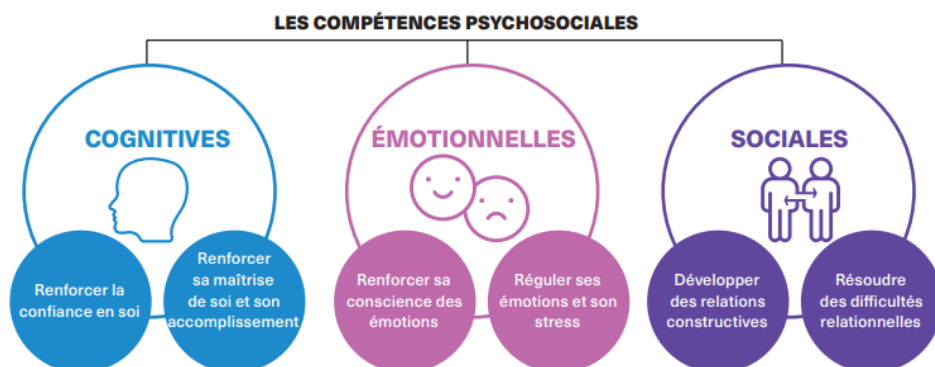 LES COMPÉTENCES PSYCHOSOCIALES
COGNITIVES
Renforcer la
confiance en soi
Renforcer
sa maîtrise
de soi et son
accomplissement
ÉMOTIONNELLES
Renforcer sa
conscience des
émotions
Réguler ses
émotions et son
stress
SOCIALES
Développer
des relations
constructives
Résoudre
des difficultés
relationnelles